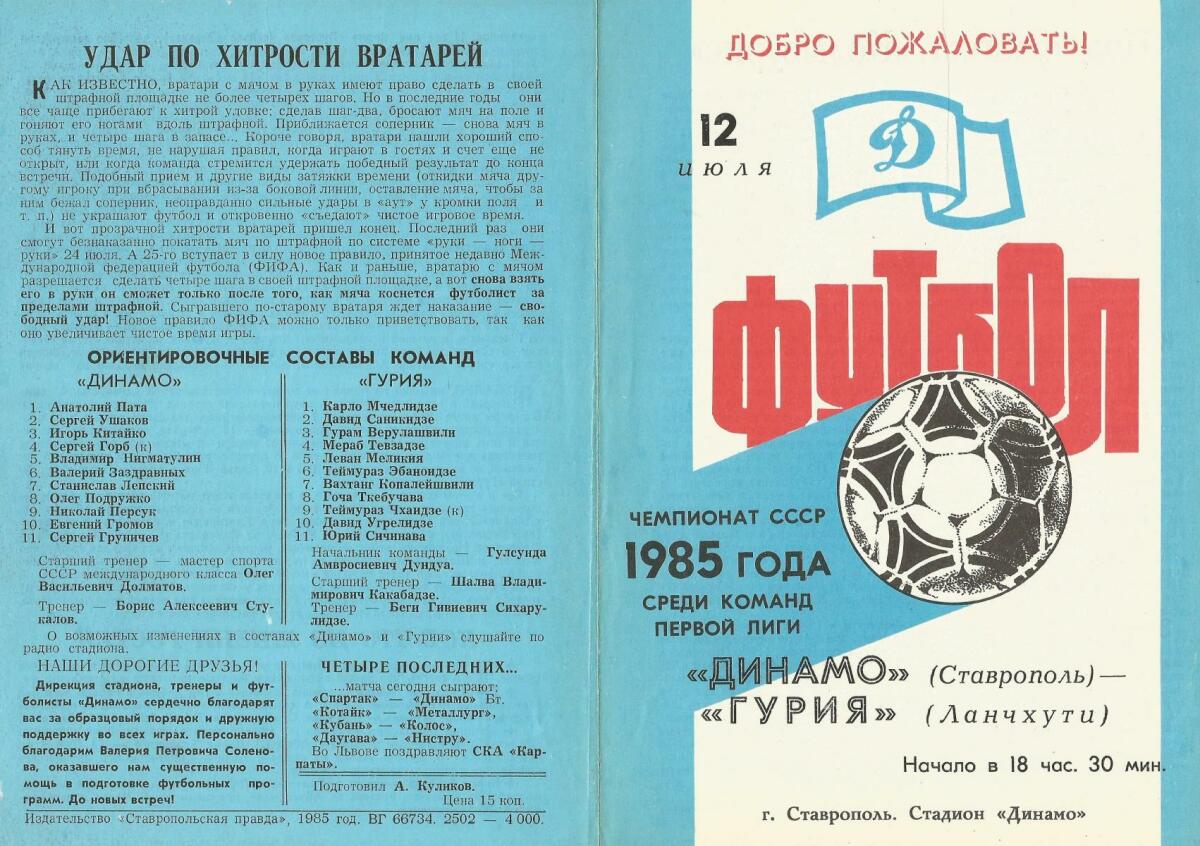 УДАР ПО ХИТРОСТИ ВРАТАРЕЙ
КАК ИЗВЕСТНО, вратари с мячом в руках имеют право сделать в своей
штрафной площадке не более четырех шагов. Но в последние годы они
все чаще прибегают к хитрой уловке: сделав шаг-два, бросают мяч на поле и
гоняют его ногами вдоль штрафной. Приближается соперник — снова мяч в
руках, и четыре шага в запасе... Короче говоря, вратари нашли хороший спо-
соб тянуть время, не нарушая правил, когда играют в гостях и счет еще не
открыт, или когда команда стремится удержать победный результат до конца
встречи. Подобный прием и другие виды затяжки времени (откидки мяча дру-
гому игроку при вбрасывании из-за боковой линии, оставление мяча, чтобы за
ним бежал соперник, неоправданно сильные удары в «аут» у кромки поля и
т. п.) не украшают футбол и откровенно «съедают» чистое игровое время.
И вот прозрачной хитрости вратарей пришел конец. Последний раз они
смогут безнаказанно покатать мяч по штрафной по системе «руки — ноги —
руки» 24 июля. А 25-го вступает в силу новое правило, принятое недавно Меж-
дународной федерацией футбола (ФИФА). Как и раньше, вратарю с мячом
разрешается сделать четыре шага в своей штрафной площадке, а вот снова взять
его в руки он сможет только после того, как мяча коснется футболист за
пределами штрафной. Сыгравшего по-старому вратаря ждет наказание — сво-
бодный удар! Новое правило ФИФА можно только приветствовать, так как
оно увеличивает чистое время игры.
ОРИЕНТИРОВОЧНЫЕ СОСТАВЫ КОМАНД
«ДИНАМО»
1. Анатолий Пата
2. Сергей Ушаков
3. Игорь Китайко
4. Сергей Горб (к)
5. Владимир Нигматулин
6. Валерий Заздравных
7. Станислав Лепский
8. Олег Подружко
9. Николай Персук
10. Евгений Громов
11. Сергей Груничев
Старший тренер — мастер спорта
СССР международного класса Олег
Васильевич Долматов.
Тренер — Борис Алексеевич Сту-
калов.
«ГУРИЯ»
1. Карло Мчедлидзе
2. Давид Саникидзе
3. Гурам Верулашвили
4. Мераб Тевзадзе
5. Леван Меликия
6. Теймураз Эбаноидзе
7. Вахтанг Копалейшвили
8. Гоча Ткебучава
9. Теймураз Чхаидзе (к)
10. Давид Угрелидзе
11. Юрий Сичинава
Начальник команды — Гулсунда
Амвросиевич Дундуа.
Старший тренер — Шалва Влади-
мирович Какабадзе.
Тренер — Беги Гивиевич Сихару-
лидзе.
О возможных изменениях в составах «Динамо» и «Гурии» слушайте по
радио стадиона.
НАШИ ДОРОГИЕ ДРУЗЬЯ!
Дирекция стадиона, тренеры и фут-
болисты «Динамо» сердечно благодарят
вас за образцовый порядок и дружную
поддержку во всех играх. Персонально
благодарим Валерия Петровича Солено-
ва, оказавшего нам существенную по-
мощь в подготовке футбольных про-
грамм. До новых встреч!
ЧЕТЫРЕ ПОСЛЕДНИХ...
...матча сегодня сыграют:
«Спартак» — «Динамо» Бт.
«Котайк» — «Металлург»,
«Кубань» — «Колос»,
«Даугава» — «Нистру».
Во Львове поздравляют СКА «Кар-
паты».
Подготовил А. Куликов.
Цена 15 коп.
Издательство «Ставропольская правда», 1985 год. ВГ 66734. 2502 — 4 000.
ДОБРО ПОЖАЛОВАТЬ!
12
июля
Д
ФУТБОЛ
ЧЕМПИОНАТ СССР
1985 ГОДА
СРЕДИ КОМАНД
ПЕРВОЙ ЛИГИ
«ДИНАМО» (Ставрополь) —
«ГУРИЯ» (Ланчхути)
Начало в 18 час. 30 мин.
г. Ставрополь. Стадион «Динамо»